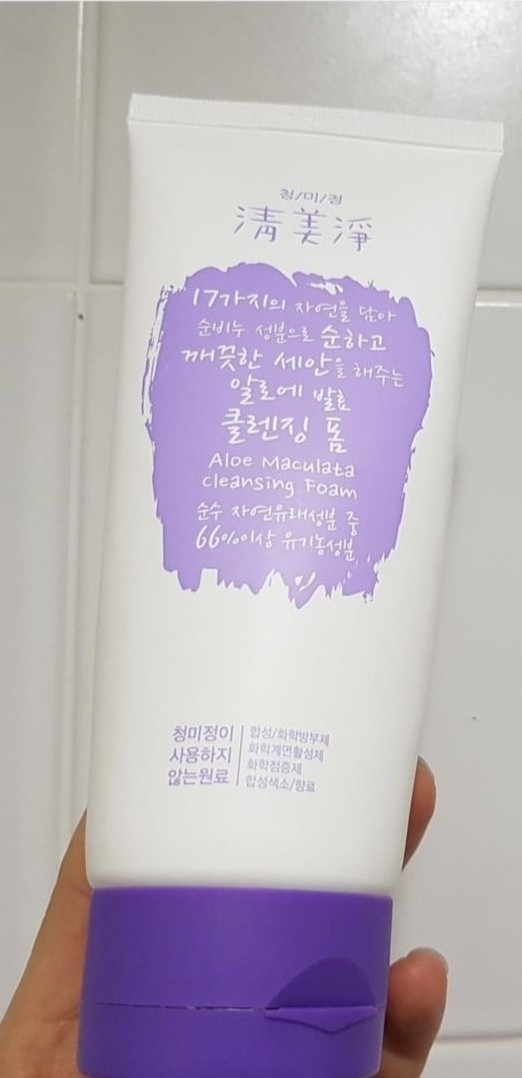 청/미/정
淸美淨
17가지의 자연을 담아
순비누 성분으로 순하고
깨끗한 세안을 해주는
알로에 발효
클렌징 폼
Aloe Maculata
cleansing Foam
순수 자연유래성분 중
66%이상 유기농성분
청미정이
사용하지
않는원료
합성/화학방부제
화학계면활성제
화학점증제
합성색소/향료